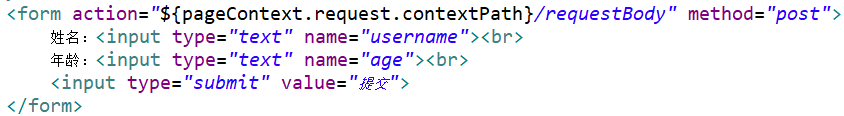 <form action="${pageContext.request.contextPath}/requestBody" method="post">
姓名：<input type="text" name="username"><br>
年龄：<input type="text" name="age"><br>
<input type="submit" value="提交">
</form>